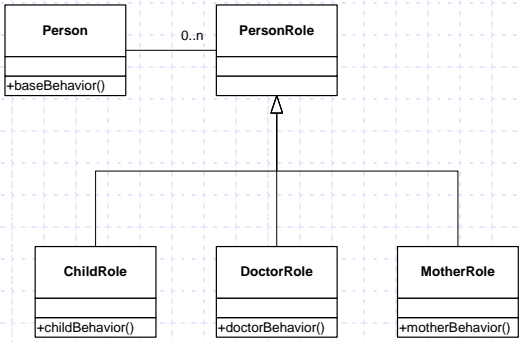 Person
0..n
PersonRole
+baseBehavior()
ChildRole
DoctorRole
MotherRole
+childBehavior()
+doctorBehavior()
+motherBehavior()